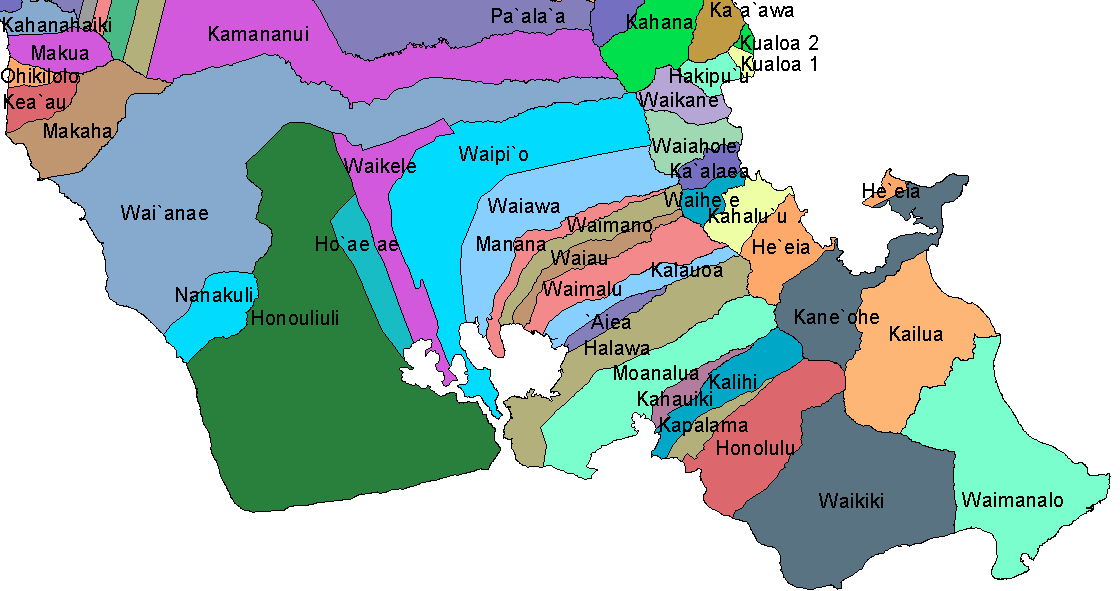 Pa`ala`a
Ka`a`awa
Kahanahaiki
Kahana
Kamananui
Kualoa 2
Makua
Kualoa 1
Ohikilolo
Hakipu`u
Kea`au
Waikane
Makaha
Waiahole
Waipi`o
Waikele
Ka`alaea
He`eia
Waihe`e
Wai`anae
Waiawa
Kahalu`u
Waimano
Ho`ae`ae
Manana
He`eia
Waiau
Kalauoa
Nanakuli
Waimalu
Honouliuli
Kane`ohe
`Aiea
Kailua
Halawa
Moanalua
Kalihi
Kahauiki
Kapalama
Honolulu
Waikiki
Waimanalo